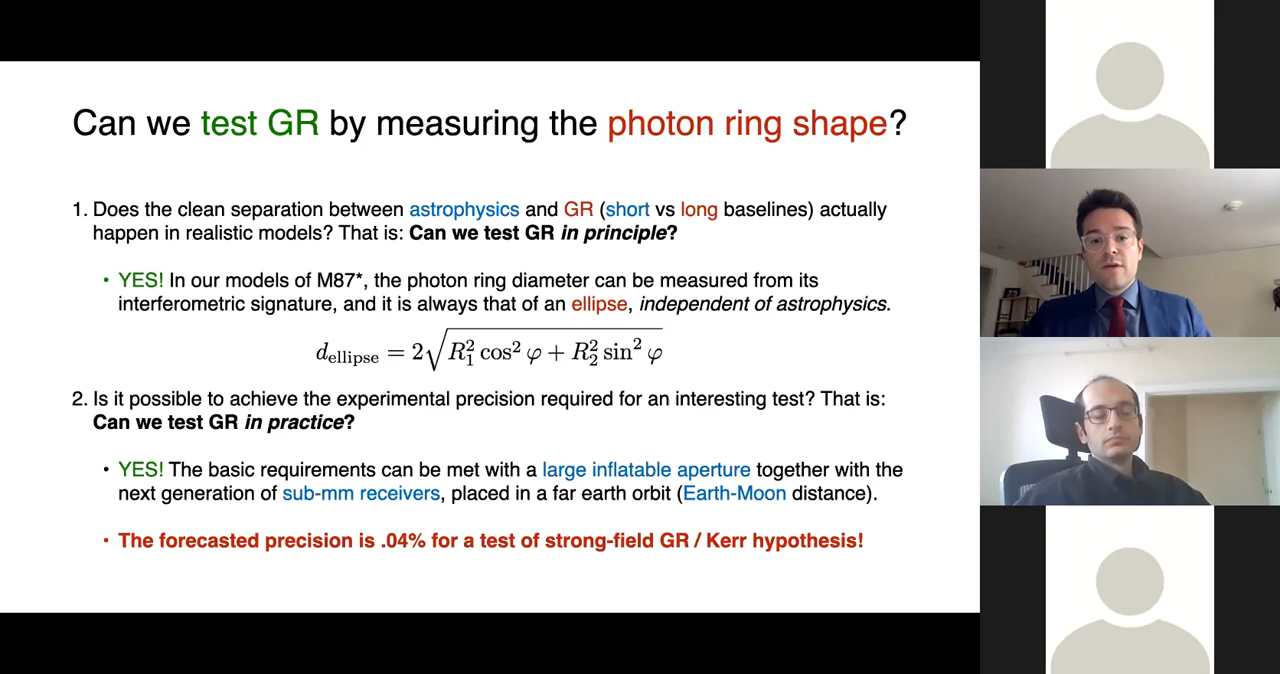 Can we test GR by measuring the photon ring shape?
1. Does the clean separation between astrophysics and GR (short vs long baselines) actually
happen in realistic models? That is: Can we test GR in principle?
• YES! In our models of M87*, the photon ring diameter can be measured from its
interferometric signature, and it is always that of an ellipse, independent of astrophysics.
d_ellipse = 2√(R₁² cos² φ + R₂² sin² φ)
2. Is it possible to achieve the experimental precision required for an interesting test? That is:
Can we test GR in practice?
• YES! The basic requirements can be met with a large inflatable aperture together with the
next generation of sub-mm receivers, placed in a far earth orbit (Earth-Moon distance).
• The forecasted precision is .04% for a test of strong-field GR / Kerr hypothesis!